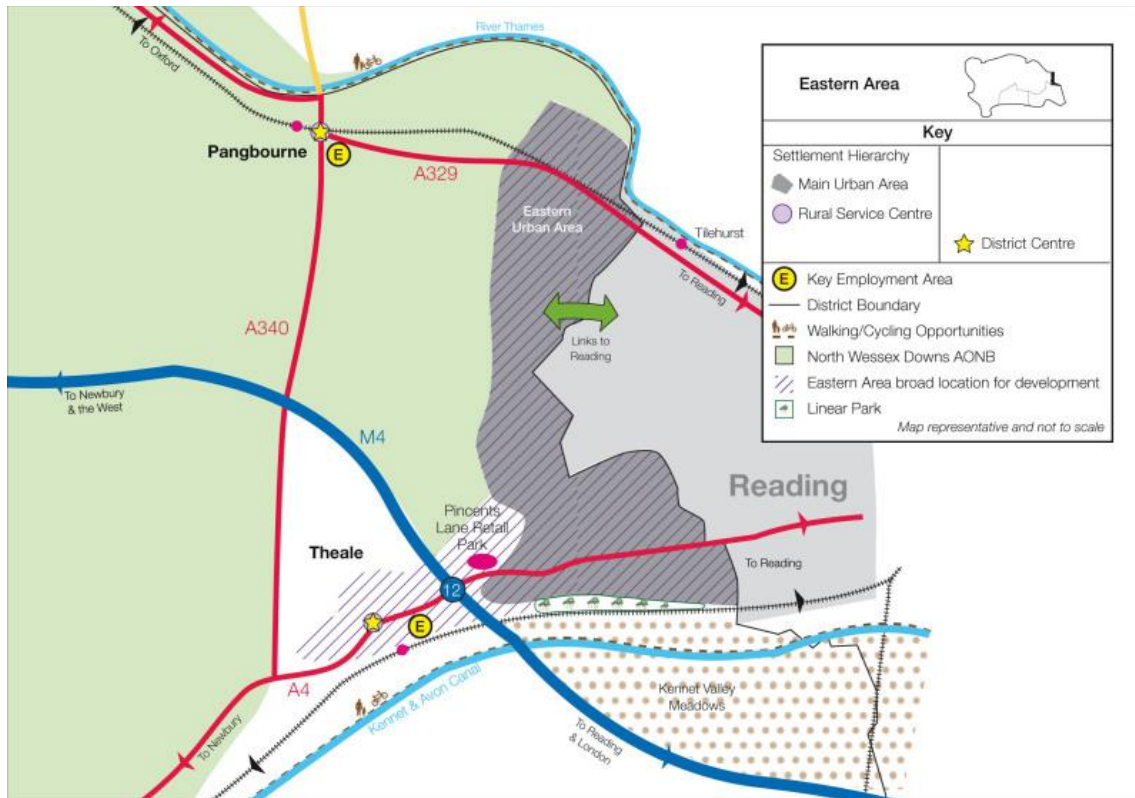 River Thames
To Oxford
Pangbourne
E
A329
Eastern
Urban Area
Tilehurst
To Reading
A340
Links to
Reading
To Newbury
& the West
M4
Reading
Pincents
Lane Retail
Park
Theale
12
To Reading
E
A4
Kennet & Avon Canal
Kennet Valley
Meadows
To Newbury
To Reading
& London
Eastern Area
Key
Settlement Hierarchy
Main Urban Area
Rural Service Centre
District Centre
E Key Employment Area
District Boundary
Walking/Cycling Opportunities
North Wessex Downs AONB
Eastern Area broad location for development
Linear Park
Map representative and not to scale